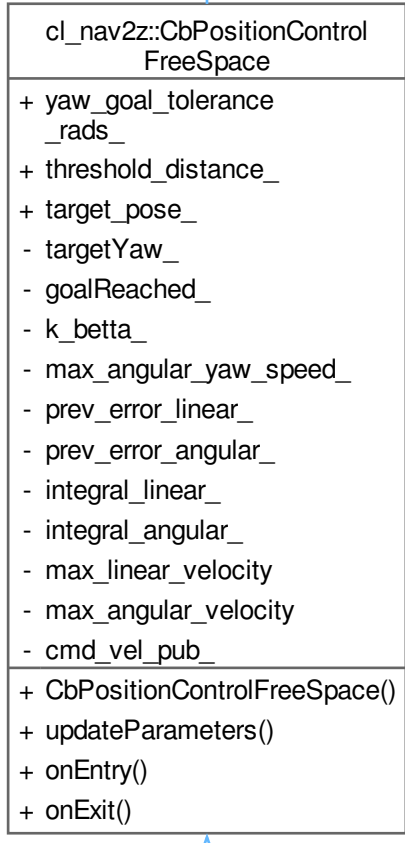 cl_nav2z::CbPositionControl
FreeSpace
+ yaw_goal_tolerance
_rads_
+ threshold_distance_
+ target_pose_
- targetYaw_
- goalReached_
- k_betta_
- max_angular_yaw_speed_
- prev_error_linear_
- prev_error_angular_
- integral_linear_
- integral_angular_
- max_linear_velocity
- max_angular_velocity
- cmd_vel_pub_
+ CbPositionControlFreeSpace()
+ updateParameters()
+ onEntry()
+ onExit()